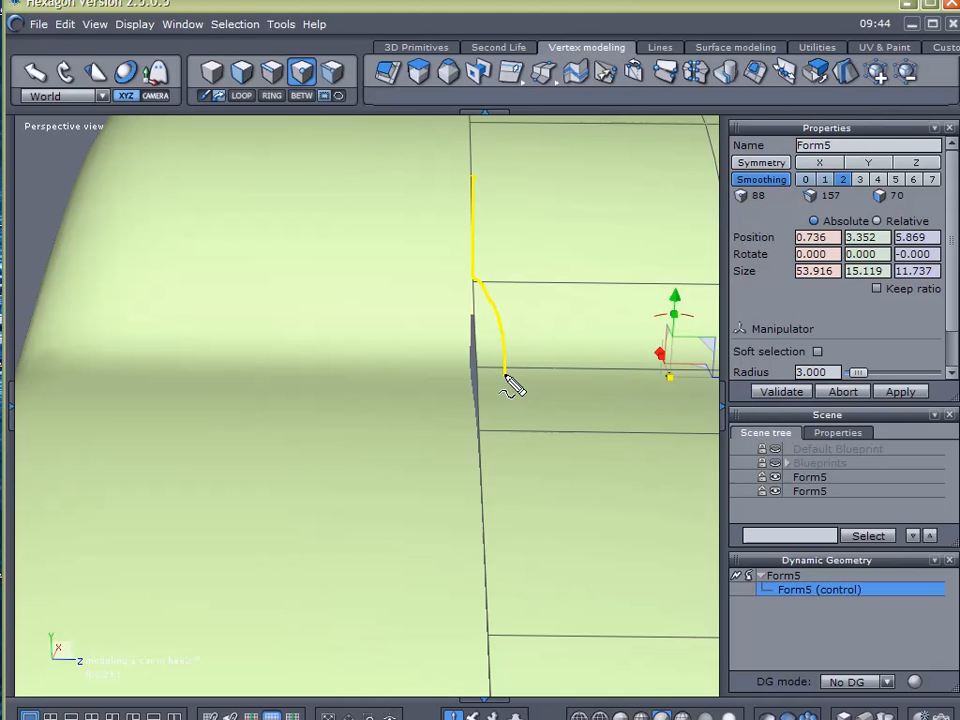 Hexagon Version 2.5.0.5
File Edit View Display Window Selection Tools Help
09:44
3D Primitives Second Life Vertex modeling Lines Surface modeling Utilities UV & Paint Custo
World XYZ CAMERA
LOOP RING BETW
Perspective view
Properties
Name Form5
Symmetry X Y Z
Smoothing 0 1 2 3 4 5 6 7
88 157 70
Absolute Relative
Position 0.736 3.352 5.869
Rotate 0.000 0.000 -0.000
Size 53.916 15.119 11.737
Keep ratio
Manipulator
Soft selection
Radius 3.000
Validate Abort Apply
Scene
Scene tree Properties
Default Blueprint
Blueprints
Form5
Form5
Select
Dynamic Geometry
Form5
Form5 (control)
DG mode: No DG
Y
X
Z